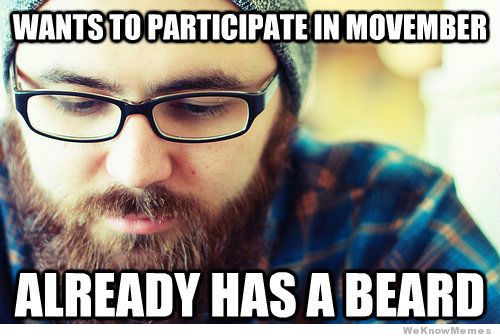 WANTS TO PARTICIPATE IN MOVEMBER
ALREADY HAS A BEARD
WeKnowMemes